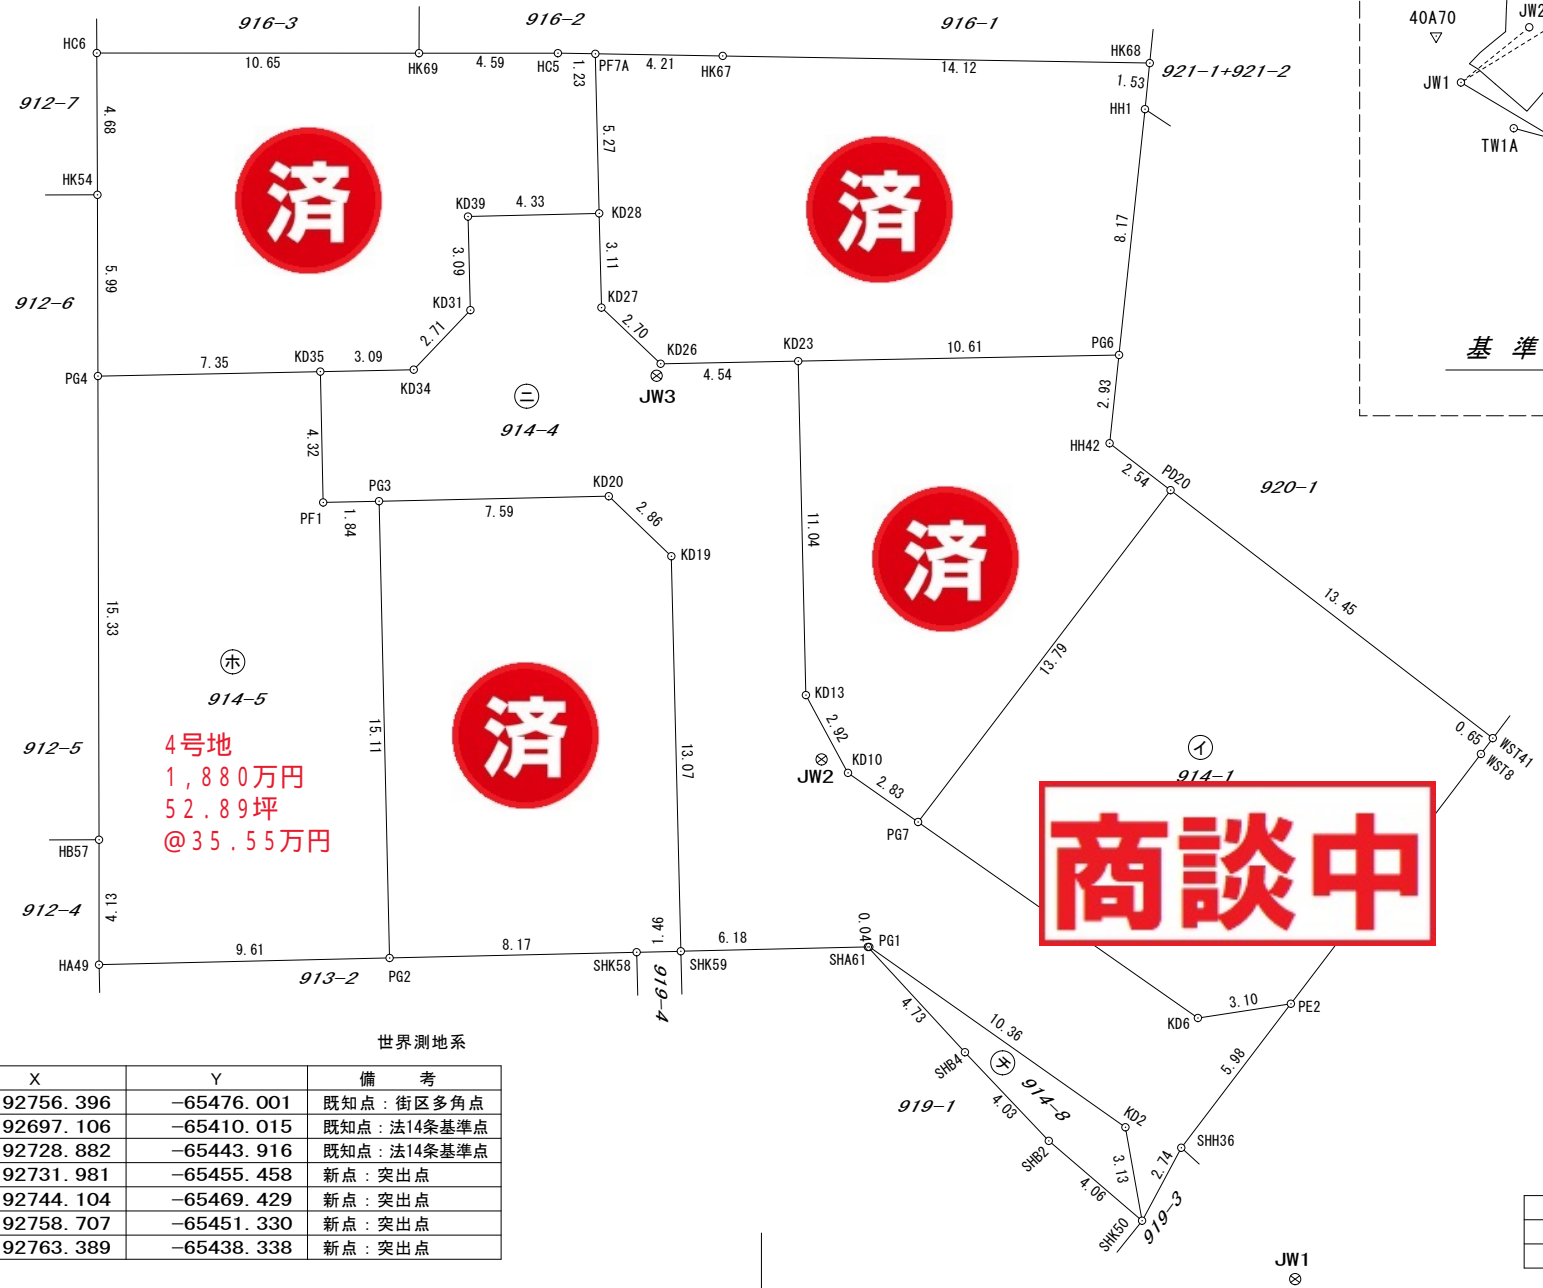 916-3
916-2
916-1
40A70
JW2
HC6
10.65
HK69
4.59
HC5
1.23
PF7A
4.21
HK67
14.12
HK68
921-1+921-2
1.53
HH1
JW1
TW1A
912-7
4.68
HK54
5.27
済
済
KD39
4.33
KD28
8.17
3.09
3.11
5.99
912-6
KD31
KD27
2.71
2.70
基 準
7.35
KD35
3.09
KD34
PG4
KD26
4.54
KD23
10.61
PG6
JW3
ニ
914-4
2.93
4.32
HH42
2.54
PD20
920-1
PG3
KD20
PF1
1.84
7.59
2.86
KD19
11.04
済
15.33
13.45
13.79
ホ
914-5
KD13
2.92
15.11
済
13.07
912-5
4号地
1,880万円
52.89坪
@35.55万円
JW2
KD10
2.83
PG7
イ
914-1
0.65
WST41
WST8
商談中
HB57
912-4
4.13
9.61
8.17
1.46
6.18
0.04
PG1
HA49
913-2
PG2
SHK58
919-4
SHK59
SHA61
4.73
10.36
KD6
3.10
PE2
5.98
世界測地系
SHB4
チ
914-8
919-1
4.03
KD2
SHB2
3.13
2.74
SHH36
4.06
SHK50
919-3
JW1
X Y 備 考
92756.396 -65476.001 既知点：街区多角点
92697.106 -65410.015 既知点：法14条基準点
92728.882 -65443.916 既知点：法14条基準点
92731.981 -65455.458 新点：突出点
92744.104 -65469.429 新点：突出点
92758.707 -65451.330 新点：突出点
92763.389 -65438.338 新点：突出点